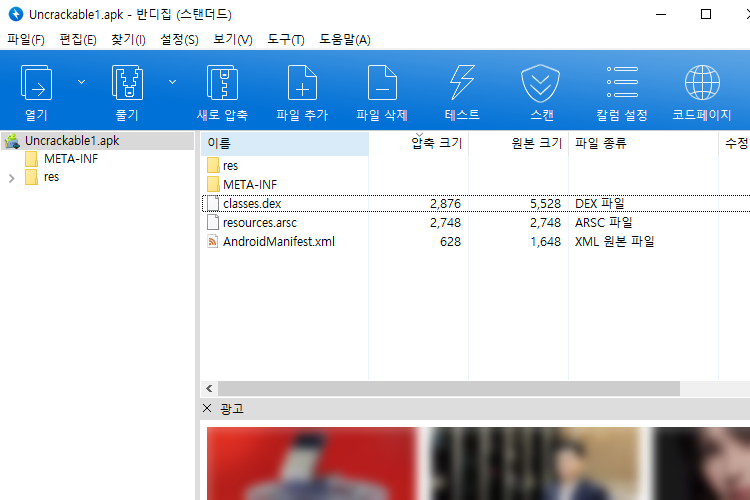 Uncrackable1.apk - 반디집 (스탠더드)
파일(F) 편집(E) 찾기(I) 설정(S) 보기(V) 도구(T) 도움말(A)
열기 풀기 새로 압축 파일 추가 파일 삭제 테스트 스캔 칼럼 설정 코드페이지
Uncrackable1.apk
META-INF
res
이름 압축 크기 원본 크기 파일 종류 수정
res
META-INF
classes.dex 2,876 5,528 DEX 파일
resources.arsc 2,748 2,748 ARSC 파일
AndroidManifest.xml 628 1,648 XML 원본 파일
광고